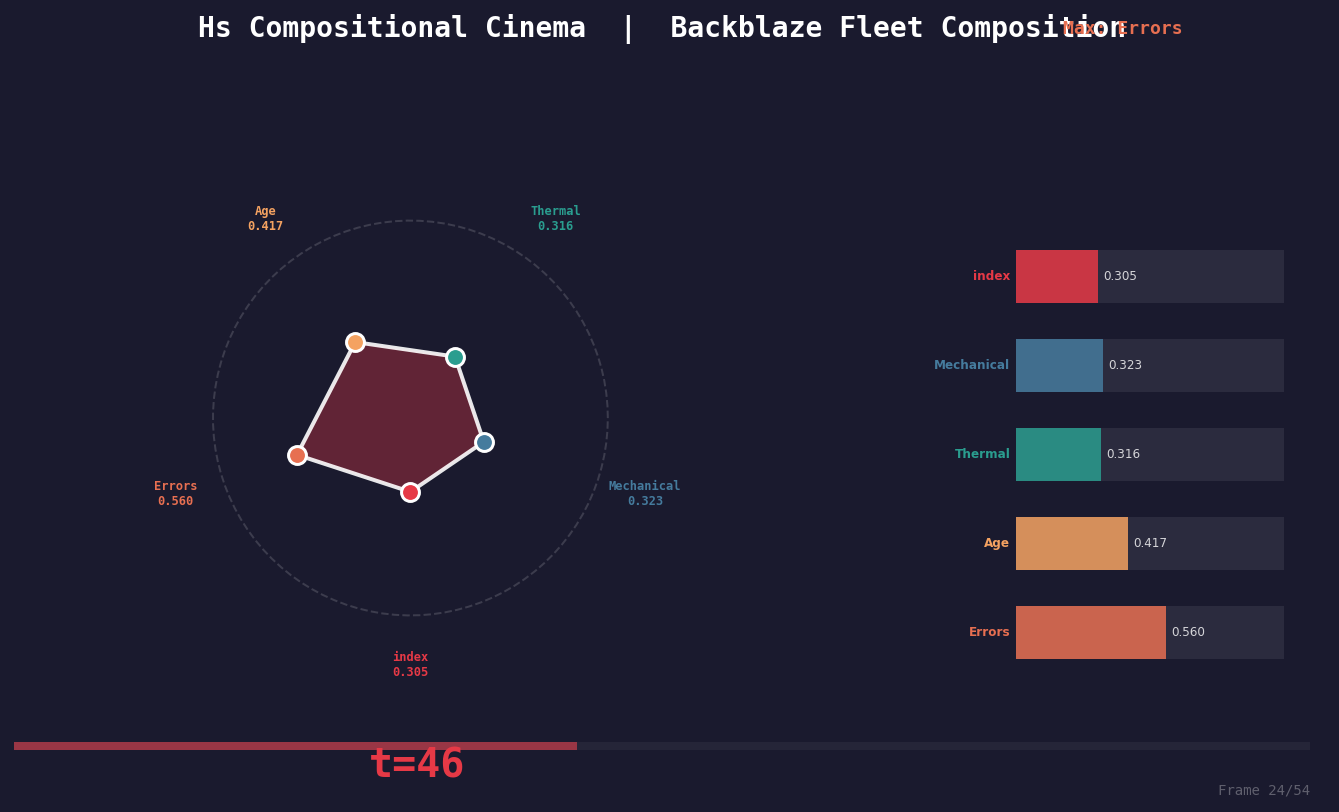 Hs Compositional Cinema | Backblaze Fleet Composition
Max: Errors
Age
0.417
Thermal
0.316
Errors
0.560
Mechanical
0.323
index
0.305
index
0.305
Mechanical
0.323
Thermal
0.316
Age
0.417
Errors
0.560
t=46
Frame 24/54